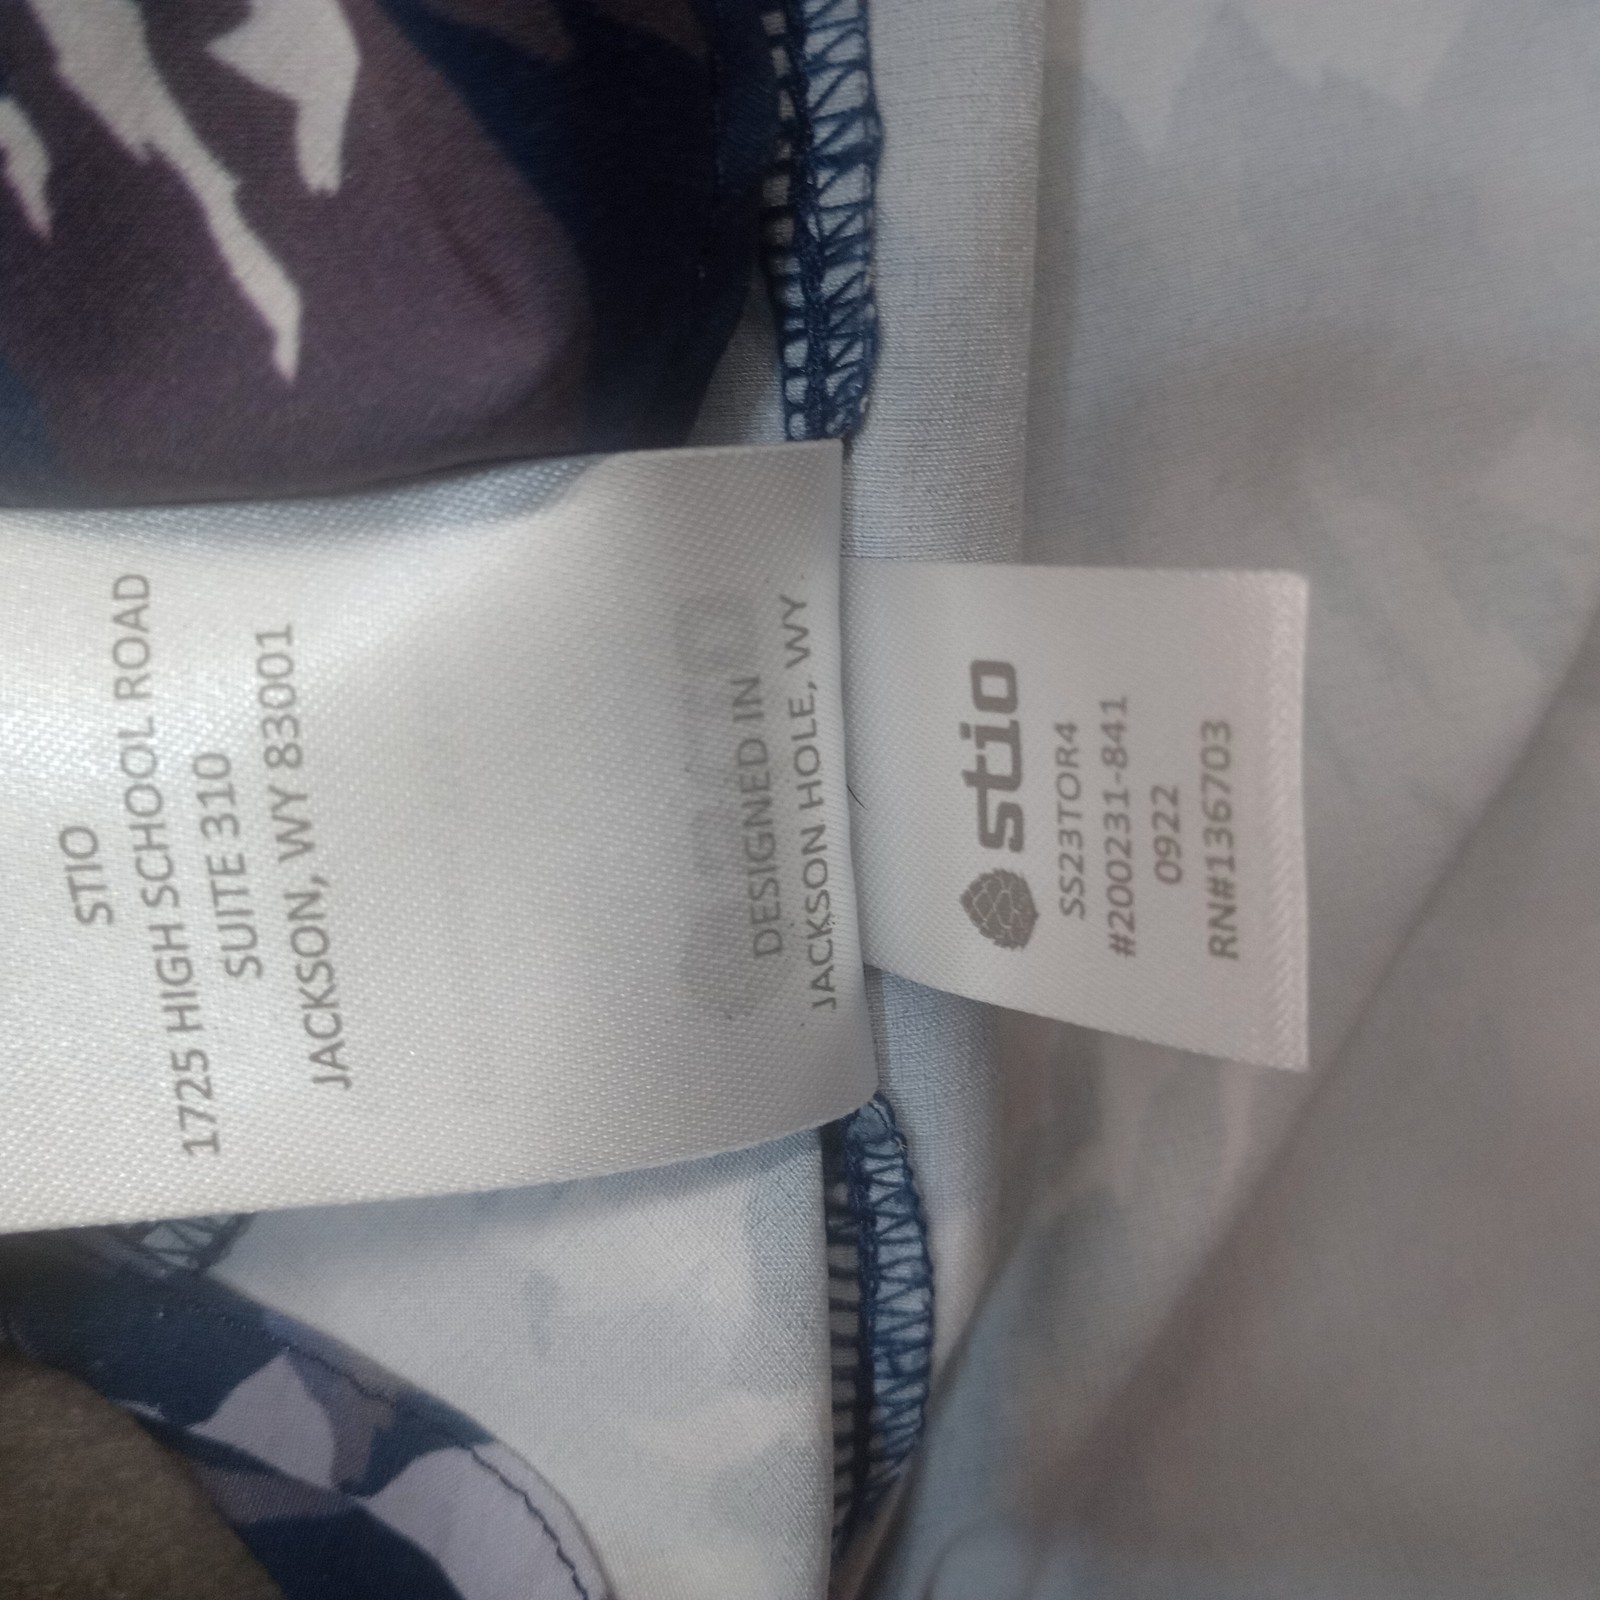 STIO
1725 HIGH SCHOOL ROAD
SUITE 310
JACKSON, WY 83001
DESIGNED IN
JACKSON HOLE, WY
stio
SS23TOR4
#200231-841
0922
RN#136703